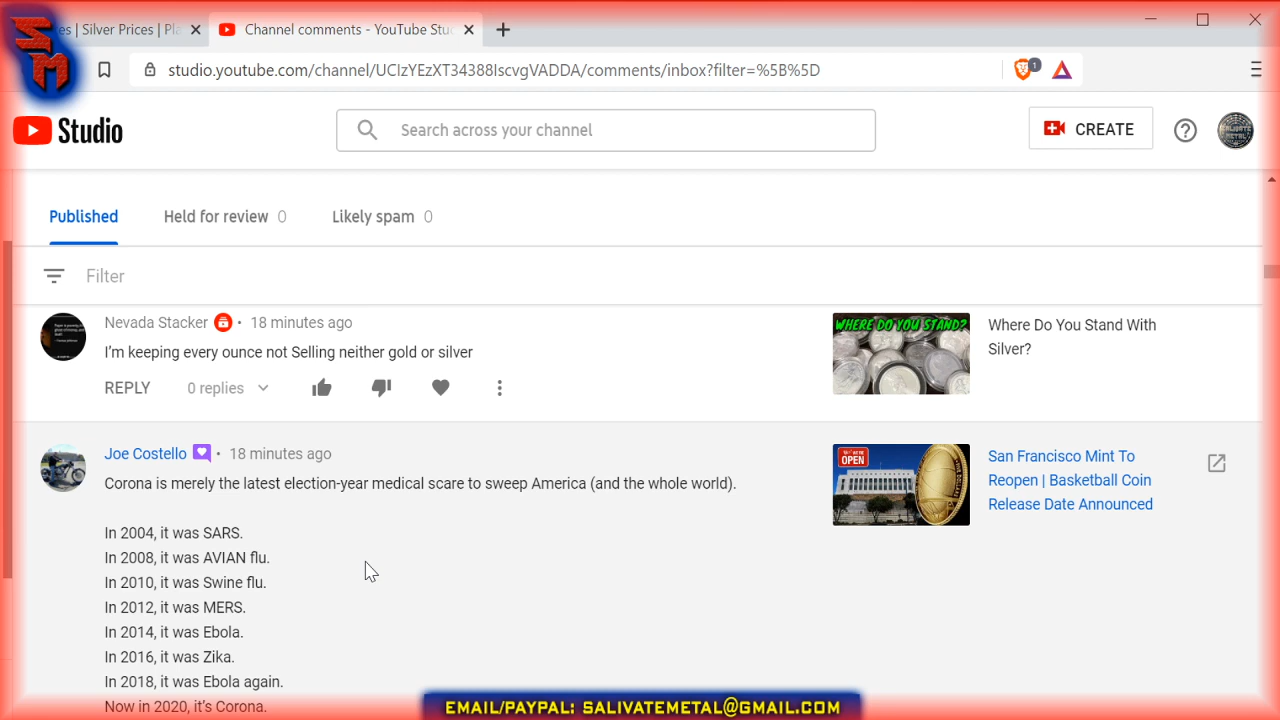 SM
es | Silver Prices | Pla
Channel comments - YouTube Stu
studio.youtube.com/channel/UCIzYEzXT34388IscvgVADDA/comments/inbox?filter=%5B%5D
1
Studio
Search across your channel
CREATE
Published
Held for review 0
Likely spam 0
Filter
Nevada Stacker • 18 minutes ago
I'm keeping every ounce not Selling neither gold or silver
REPLY
0 replies
WHERE DO YOU STAND?
Where Do You Stand With
Silver?
Joe Costello • 18 minutes ago
Corona is merely the latest election-year medical scare to sweep America (and the whole world).
In 2004, it was SARS.
In 2008, it was AVIAN flu.
In 2010, it was Swine flu.
In 2012, it was MERS.
In 2014, it was Ebola.
In 2016, it was Zika.
In 2018, it was Ebola again.
Now in 2020, it's Corona.
OPEN
San Francisco Mint To
Reopen | Basketball Coin
Release Date Announced
EMAIL/PAYPAL: SALIVATEMETAL@GMAIL.COM